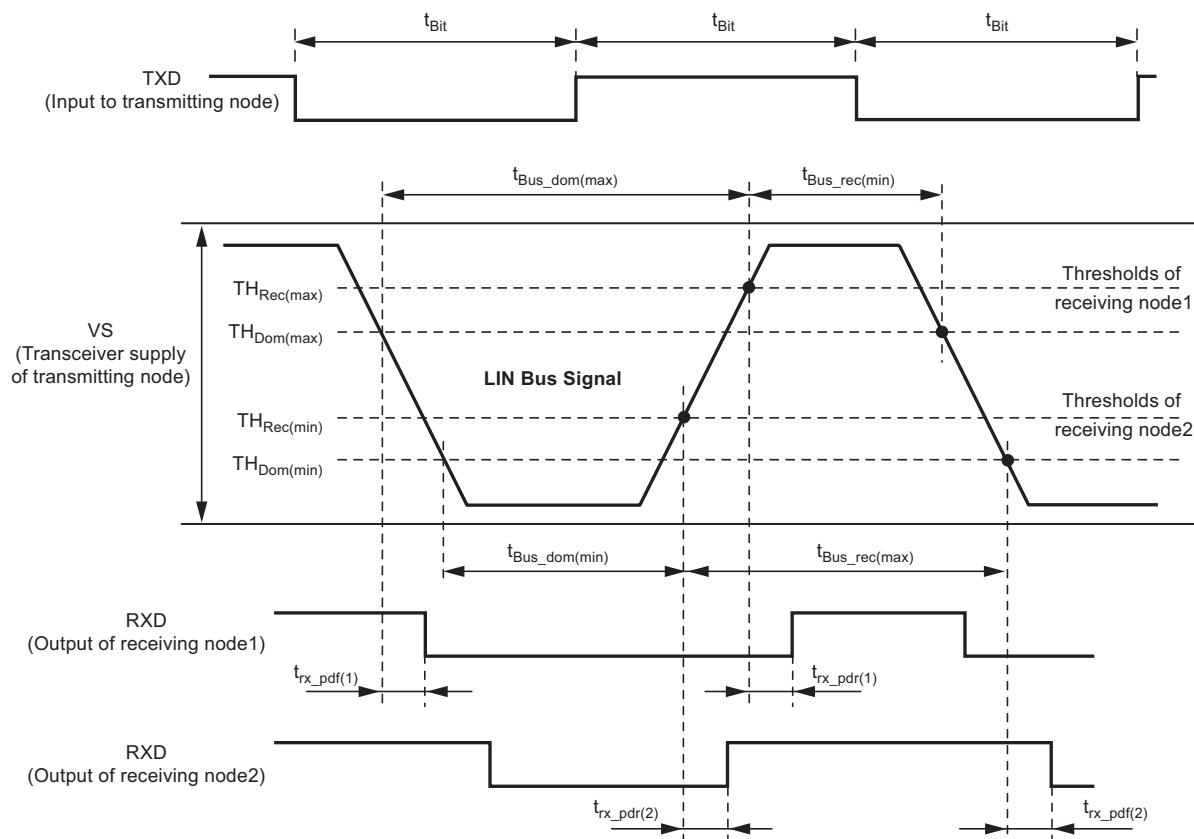 tBit
tBit
tBit
TXD
(Input to transmitting node)
tBus_dom(max)
tBus_rec(min)
THRec(max)
Thresholds of
receiving node1
THDom(max)
VS
(Transceiver supply
of transmitting node)
LIN Bus Signal
THRec(min)
Thresholds of
receiving node2
THDom(min)
tBus_dom(min)
tBus_rec(max)
RXD
(Output of receiving node1)
trx_pdf(1)
trx_pdr(1)
RXD
(Output of receiving node2)
trx_pdr(2)
trx_pdf(2)